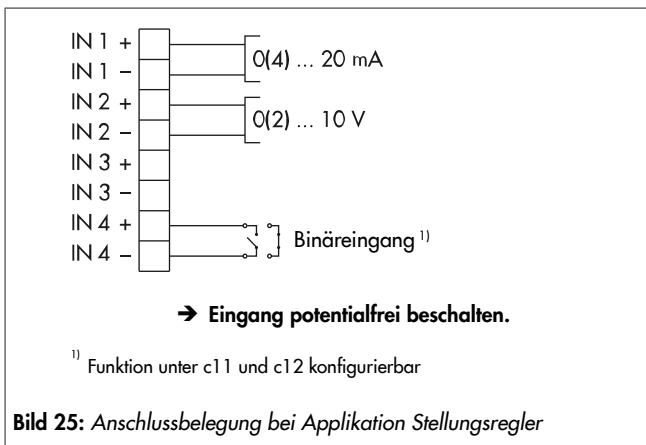 IN 1 +
IN 1 –
0(4) ... 20 mA
IN 2 +
IN 2 –
0(2) ... 10 V
IN 3 +
IN 3 –
IN 4 +
IN 4 –
Binäreingang 1)
➔ Eingang potentialfrei beschalten.
1) Funktion unter c11 und c12 konfigurierbar
Bild 25: Anschlussbelegung bei Applikation Stellungsregler